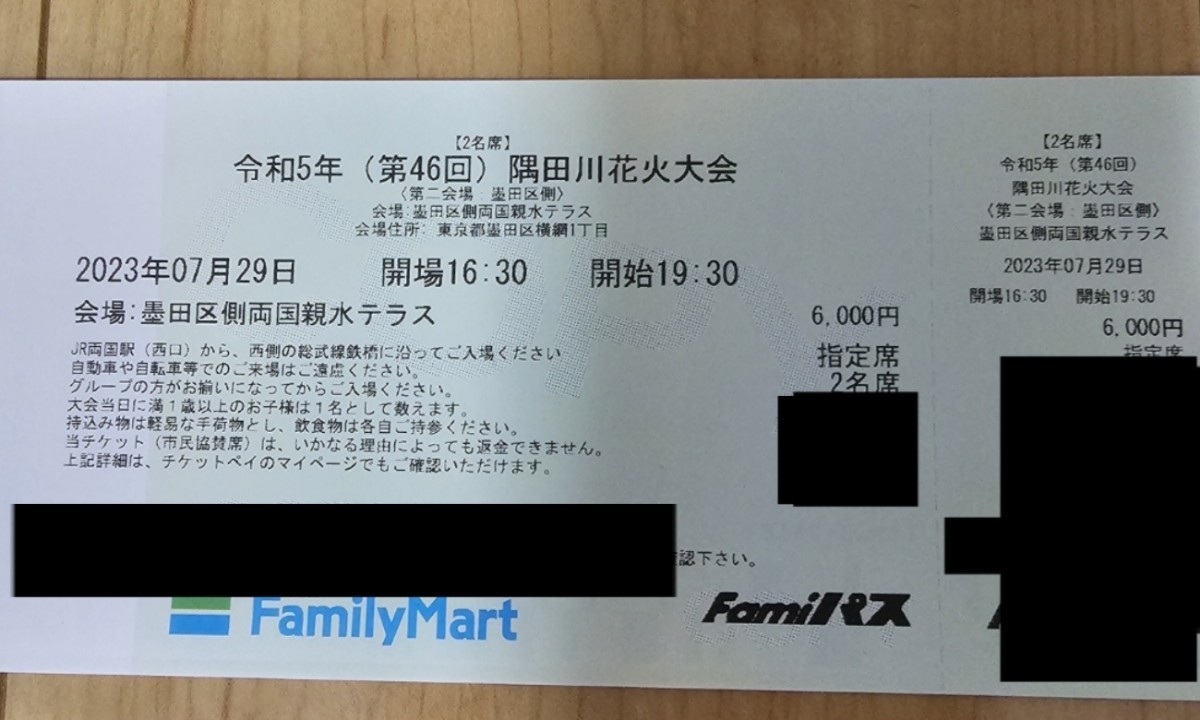 【2名席】
令和5年（第46回）隅田川花火大会
〈第二会場：墨田区側〉
会場:墨田区側両国親水テラス
会場住所: 東京都墨田区横網1丁目
2023年07月29日 開場16:30 開始19:30
会場:墨田区側両国親水テラス
6,000円
指定席
2名席
JR両国駅（西口）から、西側の総武線鉄橋に沿ってご入場ください
自動車や自転車等でのご来場はご遠慮ください。
グループの方がお揃いになってからご入場ください。
大会当日に満１歳以上のお子様は１名として数えます。
持込み物は軽易な手荷物とし、飲食物は各自ご持参ください。
当チケット（市民協賛席）は、いかなる理由によっても返金できません。
上記詳細は、チケットペイのマイページでもご確認いただけます。
認下さい。
FamilyMart
Famiパス
【2名席】
令和5年（第46回）
隅田川花火大会
〈第二会場：墨田区側〉
墨田区側両国親水テラス
2023年07月29日
開場16:30 開始19:30
6,000円
指定席